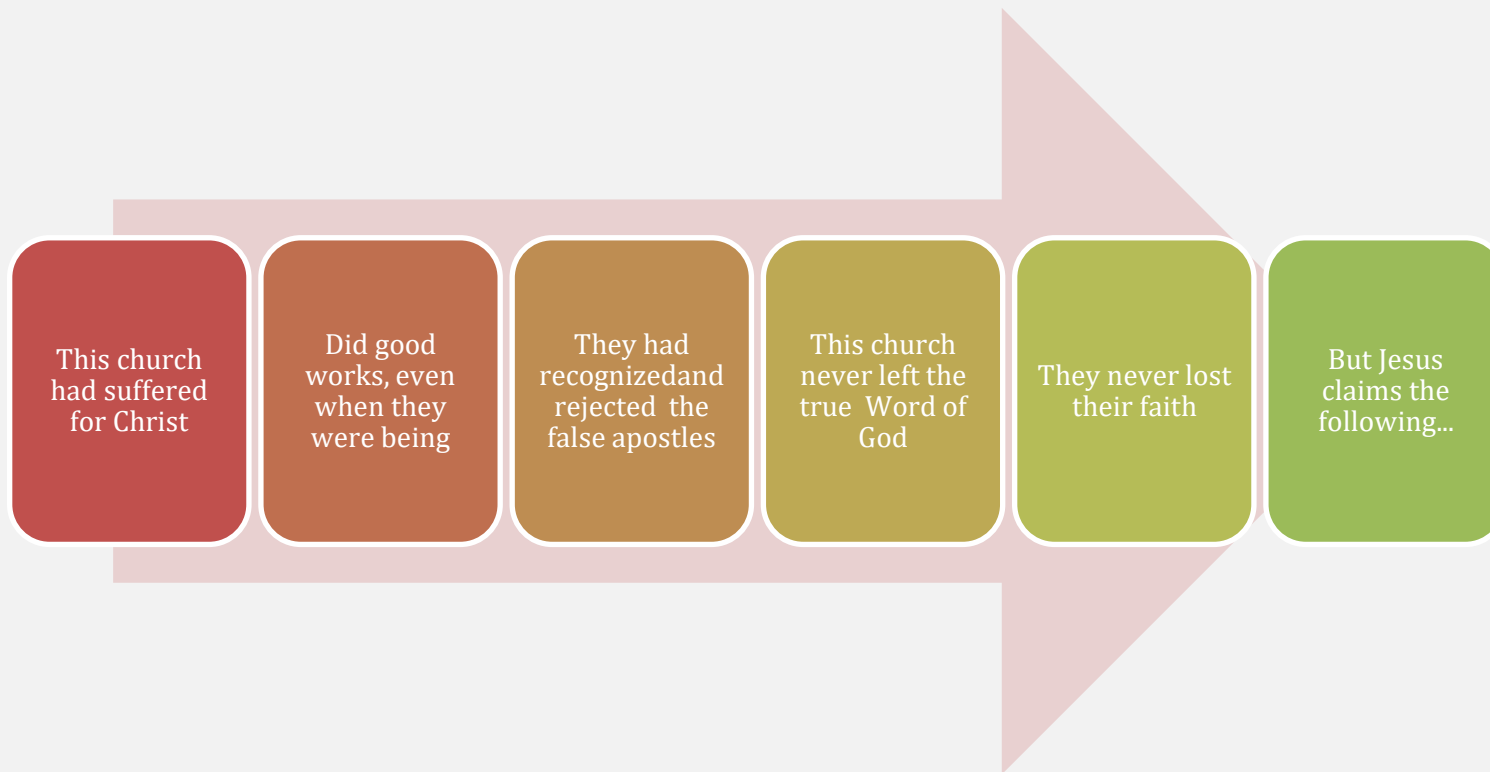 This church
had suffered
for Christ
Did good
works, even
when they
were being
They had
recognizedand
rejected  the
false apostles
This church
never left the
true  Word of
God
They never lost
their faith
But Jesus
claims the
following...